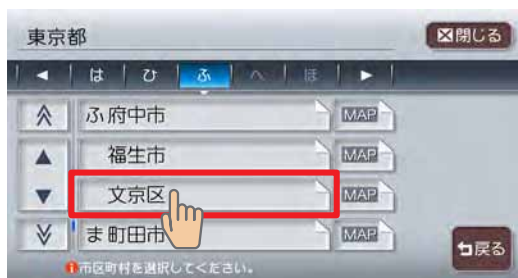 東京都 閉じる
は ひ ふ へ ほ
ふ 府中市 MAP
福生市 MAP
文京区 MAP
ま 町田市 MAP
市区町村を選択してください。 戻る